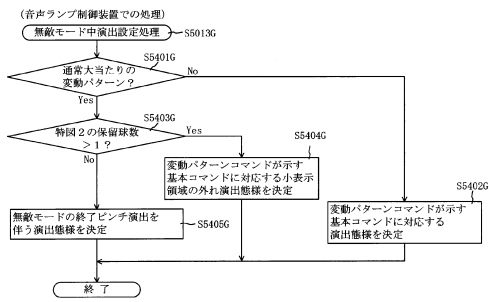 (音声ランプ制御装置での処理)
無敵モード中演出設定処理
S5013G
S5401G
通常大当たりの
変動パターン?
No
Yes
S5403G
特図2の保留球数
>1?
Yes
No
S5404G
変動パターンコマンドが示す
基本コマンドに対応する小表示
領域の外れ演出態様を決定
S5402G
変動パターンコマンドが示す
基本コマンドに対応する
演出態様を決定
無敵モードの終了ピンチ演出を
伴う演出態様を決定
S5405G
終了